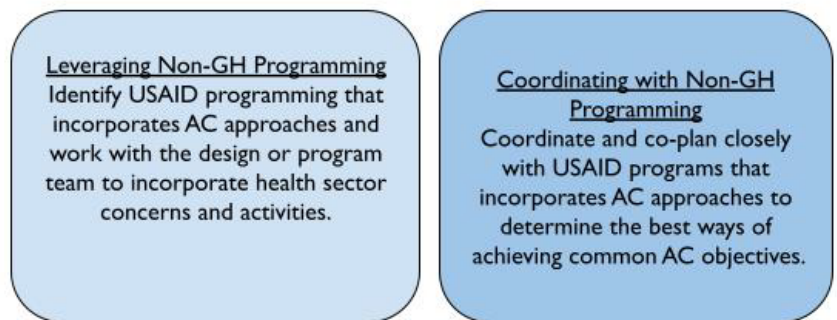 Leveraging Non-GH Programming
Identify USAID programming that
incorporates AC approaches and
work with the design or program
team to incorporate health sector
concerns and activities.
Coordinating with Non-GH
Programming
Coordinate and co-plan closely
with USAID programs that
incorporates AC approaches to
determine the best ways of
achieving common AC objectives.